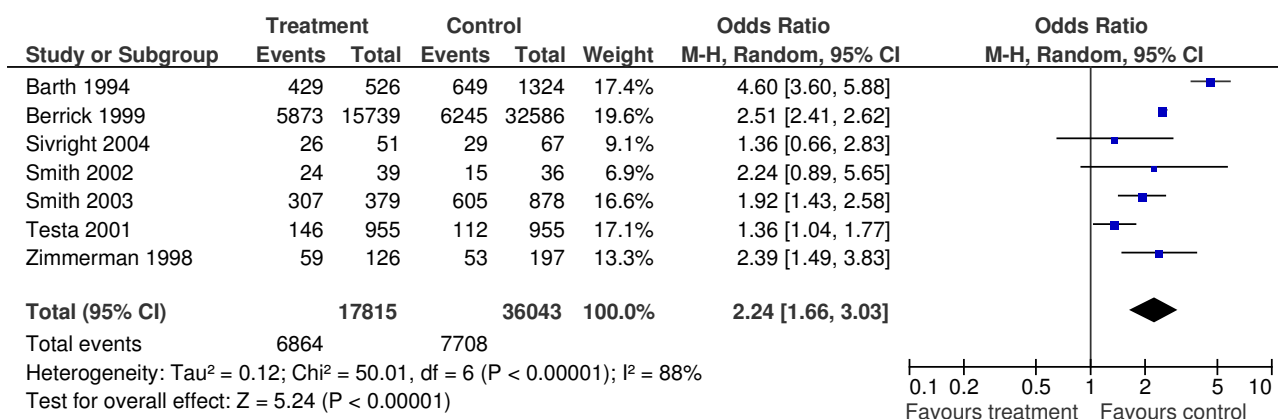 Treatment Control Odds Ratio Odds Ratio
Study or Subgroup Events Total Events Total Weight M-H, Random, 95% CI M-H, Random, 95% CI
Barth 1994 429 526 649 1324 17.4% 4.60 [3.60, 5.88]
Berrick 1999 5873 15739 6245 32586 19.6% 2.51 [2.41, 2.62]
Sivright 2004 26 51 29 67 9.1% 1.36 [0.66, 2.83]
Smith 2002 24 39 15 36 6.9% 2.24 [0.89, 5.65]
Smith 2003 307 379 605 878 16.6% 1.92 [1.43, 2.58]
Testa 2001 146 955 112 955 17.1% 1.36 [1.04, 1.77]
Zimmerman 1998 59 126 53 197 13.3% 2.39 [1.49, 3.83]
Total (95% CI) 17815 36043 100.0% 2.24 [1.66, 3.03]
Total events 6864 7708
Heterogeneity: Tau² = 0.12; Chi² = 50.01, df = 6 (P < 0.00001); I² = 88%
Test for overall effect: Z = 5.24 (P < 0.00001)
0.1 0.2 0.5 1 2 5 10
Favours treatment Favours control